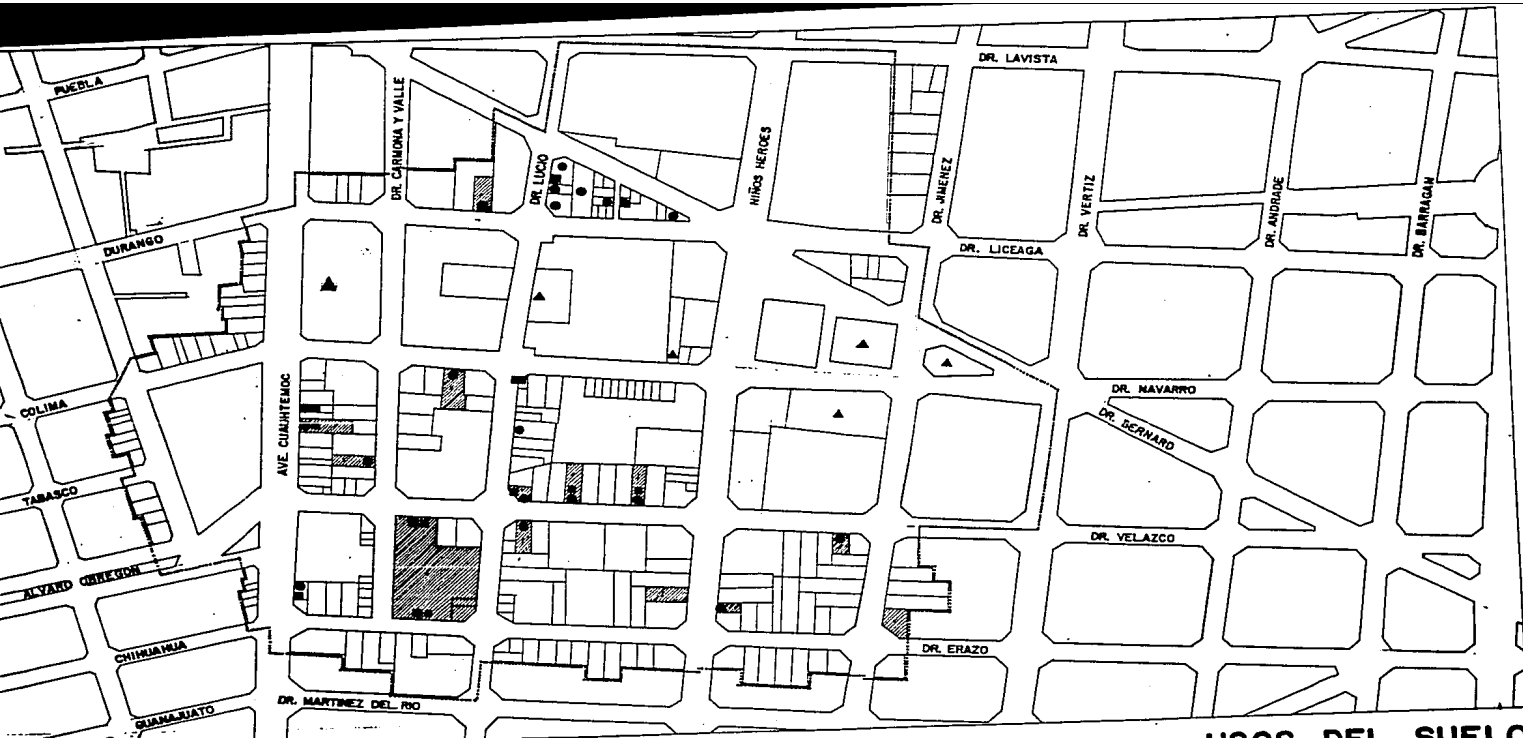 DR. LAVISTA
PUEBLA
DR. CARMONA Y VALLE
NIÑOS HEROES
DR. LUCIO
DR. JIMENEZ
DR. VERTIZ
DR. ANDRADE
DR. BARRAGAN
DURANGO
DR. LICEAGA
DR. NAVARRO
COLIMA
AVE. CUAUHTEMOC
DR. BERNARD
TABASCO
DR. VELAZCO
ALVARO OBREGON
CHIHUAHUA
DR. ERAZO
DR. MARTINEZ DEL RIO
GUANAJUATO
USOS DEL SUELO